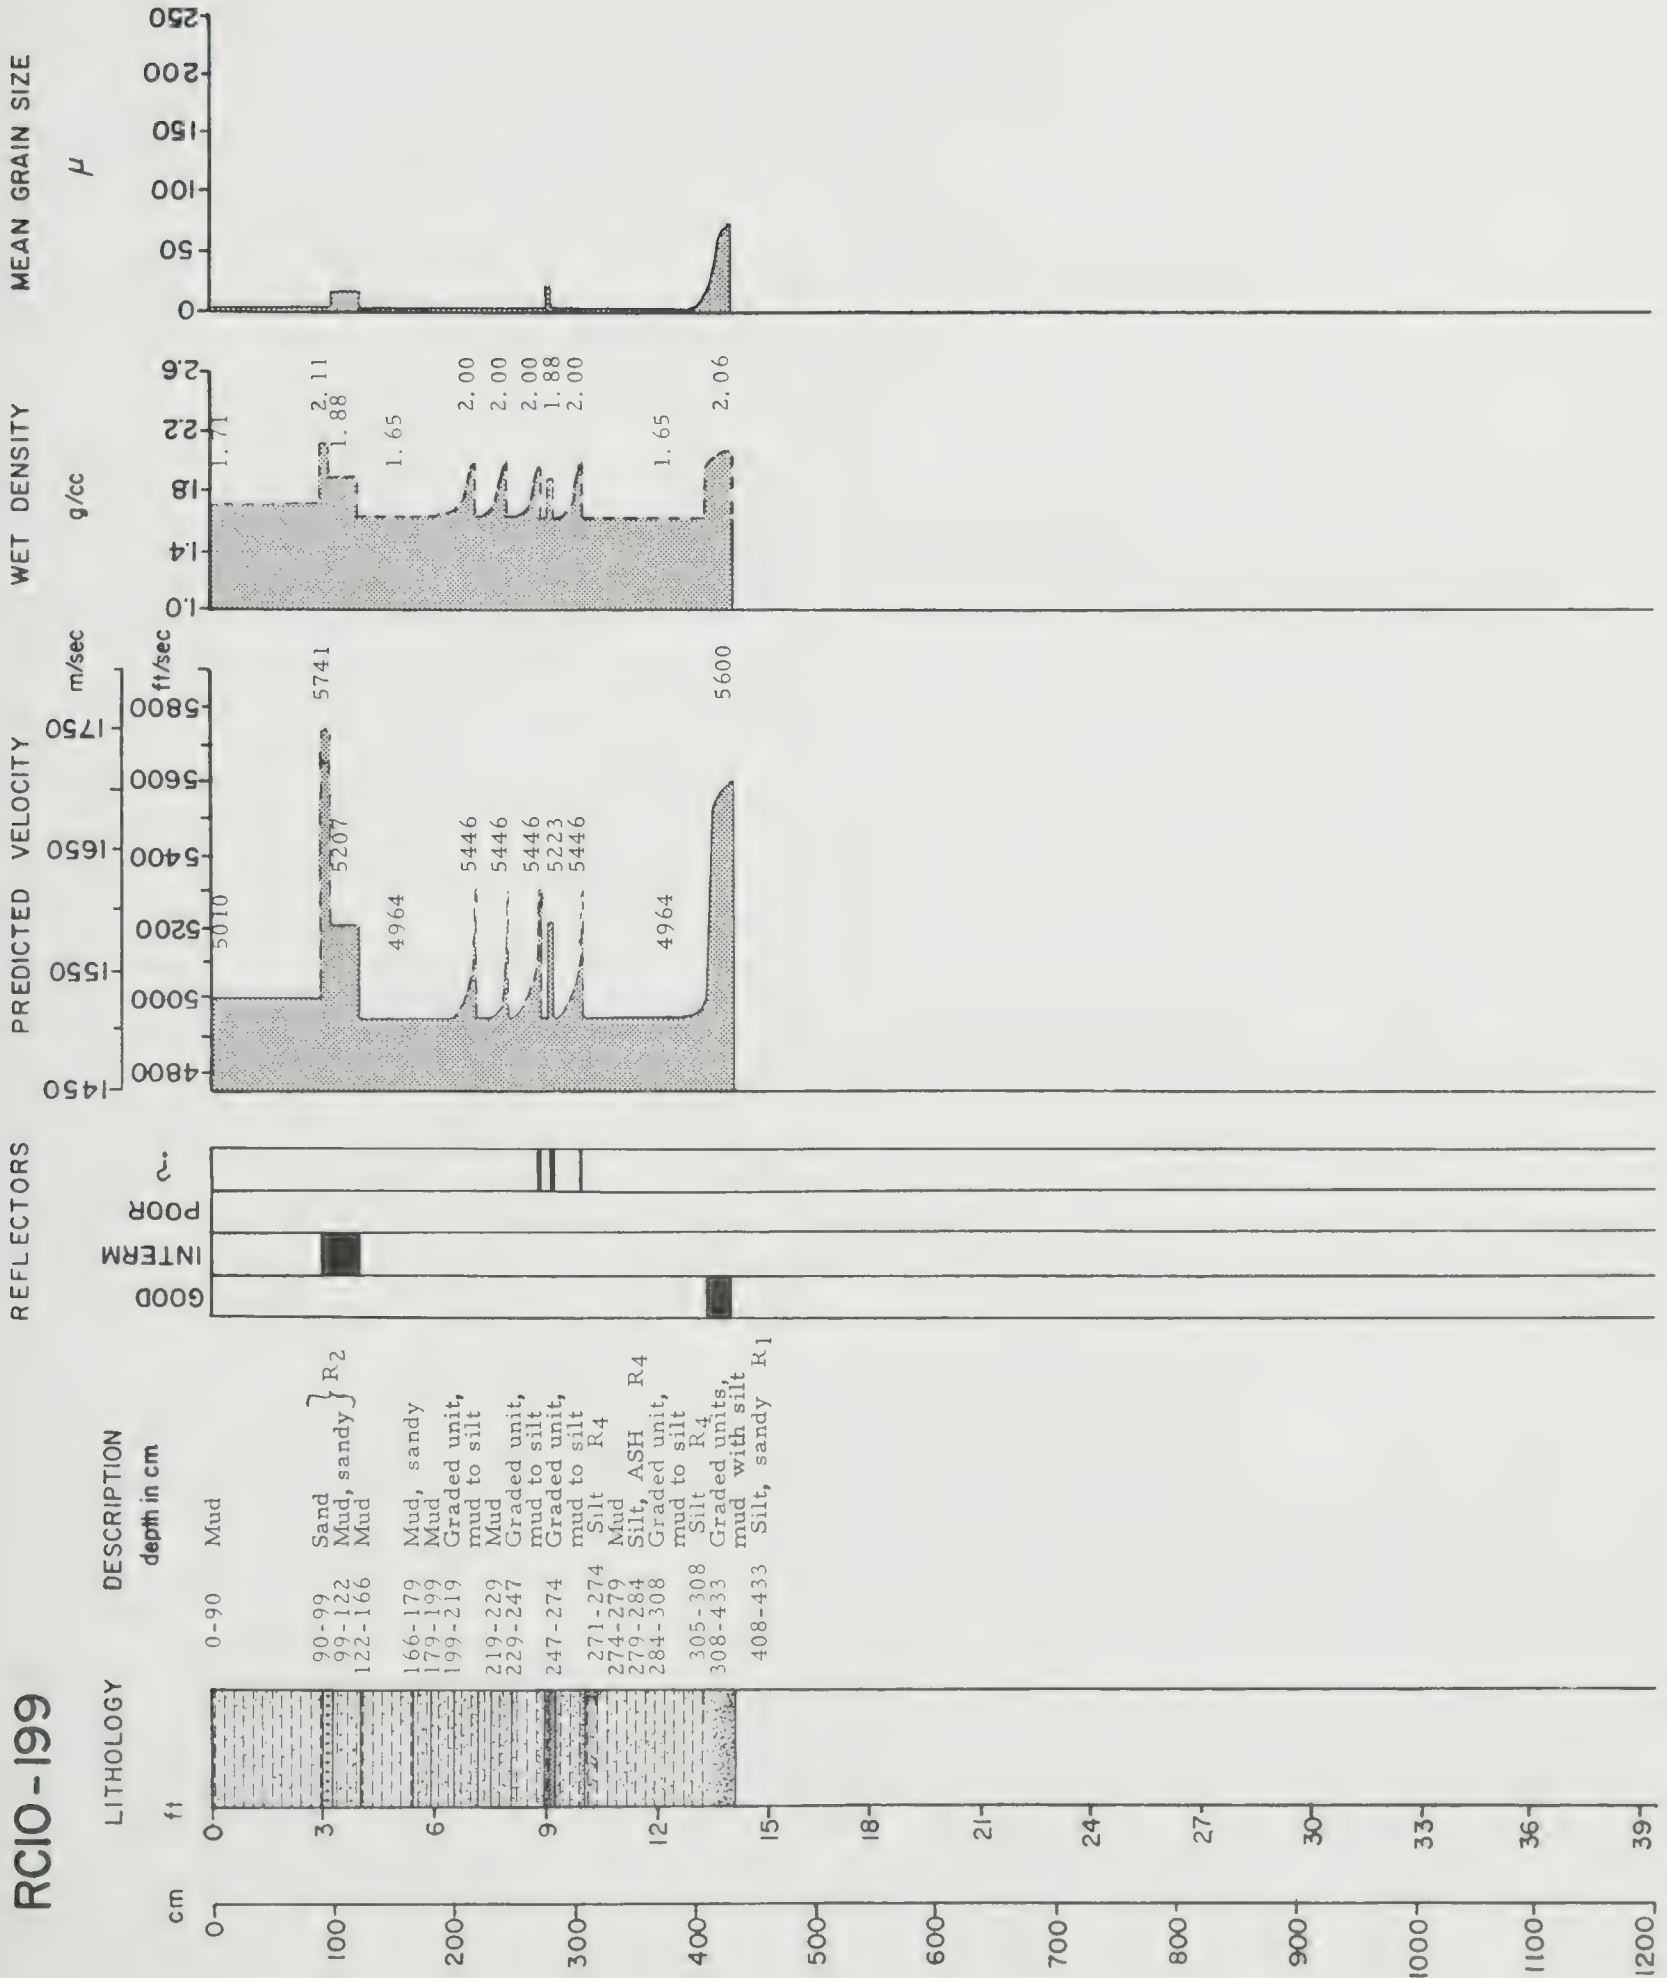 RC10-199
cm
0
100
200
300
400
500
600
700
800
900
1000
1100
1200
ft
0
3
6
9
12
15
18
21
24
27
30
33
36
39
LITHOLOGY
DESCRIPTION
depth in cm
0-90 Mud
90-99 Sand
99-122 Mud, sandy } R2
122-166 Mud
166-179 Mud, sandy
179-199 Mud
199-219 Graded unit,
mud to silt
219-229 Mud
229-247 Graded unit,
mud to silt
247-274 Graded unit,
mud to silt
271-274 Silt R4
274-279 Mud
279-284 Silt, ASH R4
284-308 Graded unit,
mud to silt
305-308 Silt R4
308-433 Graded units,
mud with silt
408-433 Silt, sandy R1
REFLECTORS
GOOD
INTERM
POOR
?
PREDICTED VELOCITY
m/sec
1450
1550
1650
1750
ft/sec
4800
5000
5200
5400
5600
5800
5010
5741
5207
4964
5446
5446
5446
5223
5446
4964
5600
WET DENSITY
g/cc
1.0
1.4
1.8
2.2
2.6
1.71
2.11
1.88
1.65
2.00
2.00
2.00
1.88
2.00
1.65
2.06
MEAN GRAIN SIZE
μ
0
50
100
150
200
250